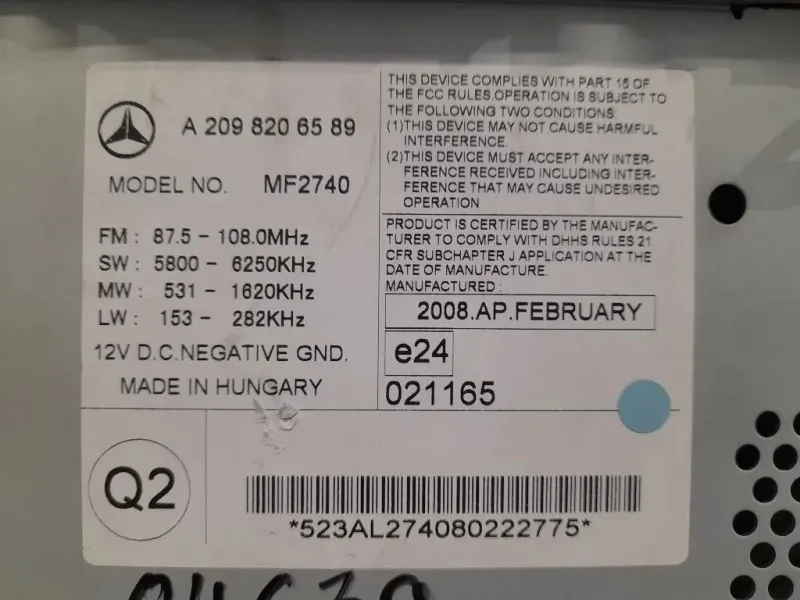 A 209 820 65 89
MODEL NO. MF2740
FM : 87.5 - 108.0MHz
SW : 5800 - 6250KHz
MW : 531 - 1620KHz
LW : 153 - 282KHz
12V D.C.NEGATIVE GND.
MADE IN HUNGARY
THIS DEVICE COMPLIES WITH PART 15 OF
THE FCC RULES.OPERATION IS SUBJECT TO
THE FOLLOWING TWO CONDITIONS.
(1)THIS DEVICE MAY NOT CAUSE HARMFUL
INTERFERENCE.
(2)THIS DEVICE MUST ACCEPT ANY INTER-
FERENCE RECEIVED INCLUDING INTER-
FERENCE THAT MAY CAUSE UNDESIRED
OPERATION
PRODUCT IS CERTIFIED BY THE MANUFAC-
TURER TO COMPLY WITH DHHS RULES 21
CFR SUBCHAPTER J APPLICATION AT THE
DATE OF MANUFACTURE.
MANUFACTURED :
2008.AP.FEBRUARY
e24
021165
Q2
*523AL274080222775*